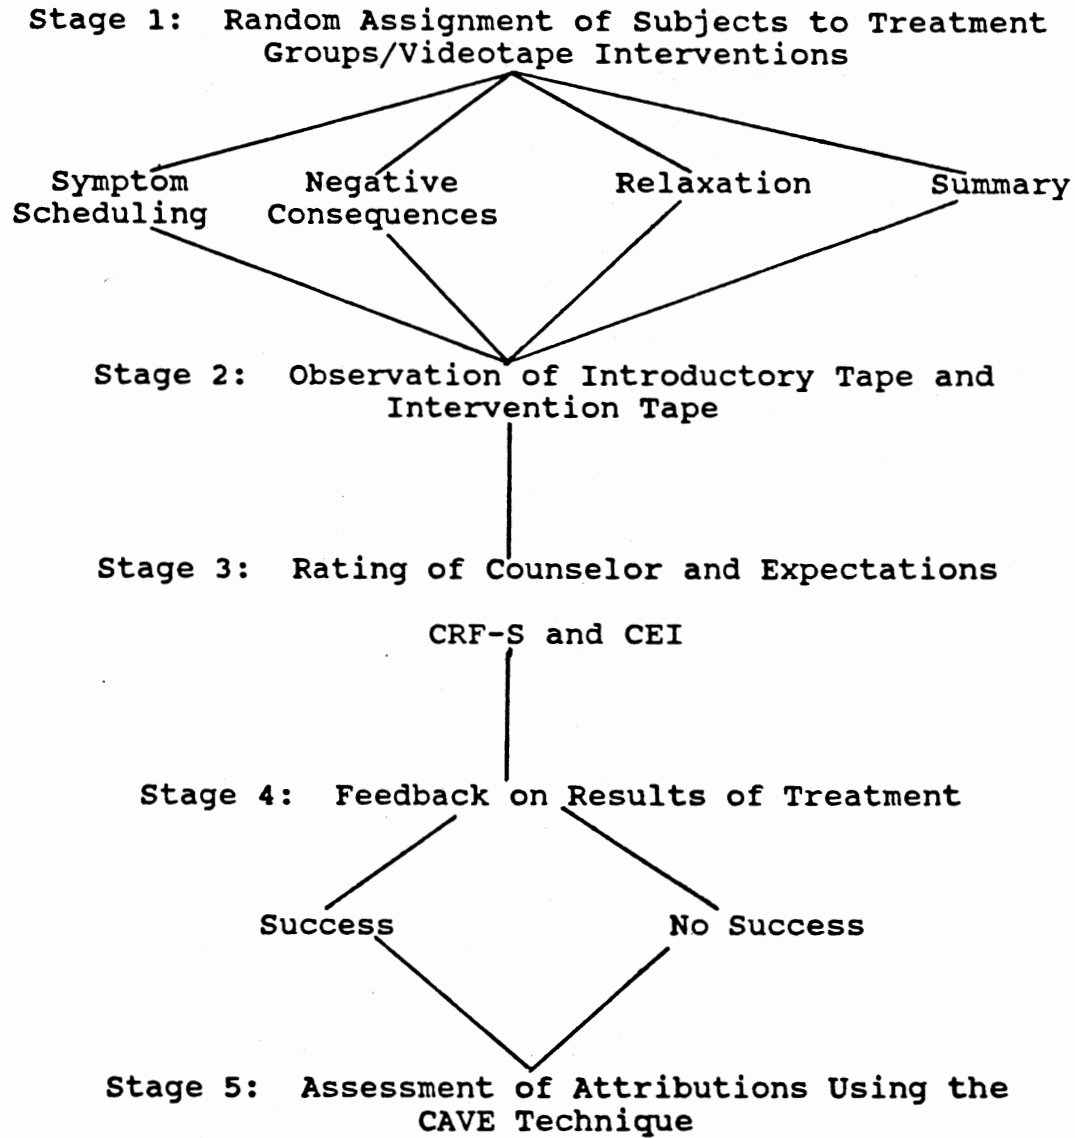 Stage 1: Random Assignment of Subjects to Treatment
Groups/Videotape Interventions
Symptom Scheduling
Negative Consequences
Relaxation
Summary
Stage 2: Observation of Introductory Tape and
Intervention Tape
Stage 3: Rating of Counselor and Expectations
CRF-S and CEI
Stage 4: Feedback on Results of Treatment
Success
No Success
Stage 5: Assessment of Attributions Using the
CAVE Technique